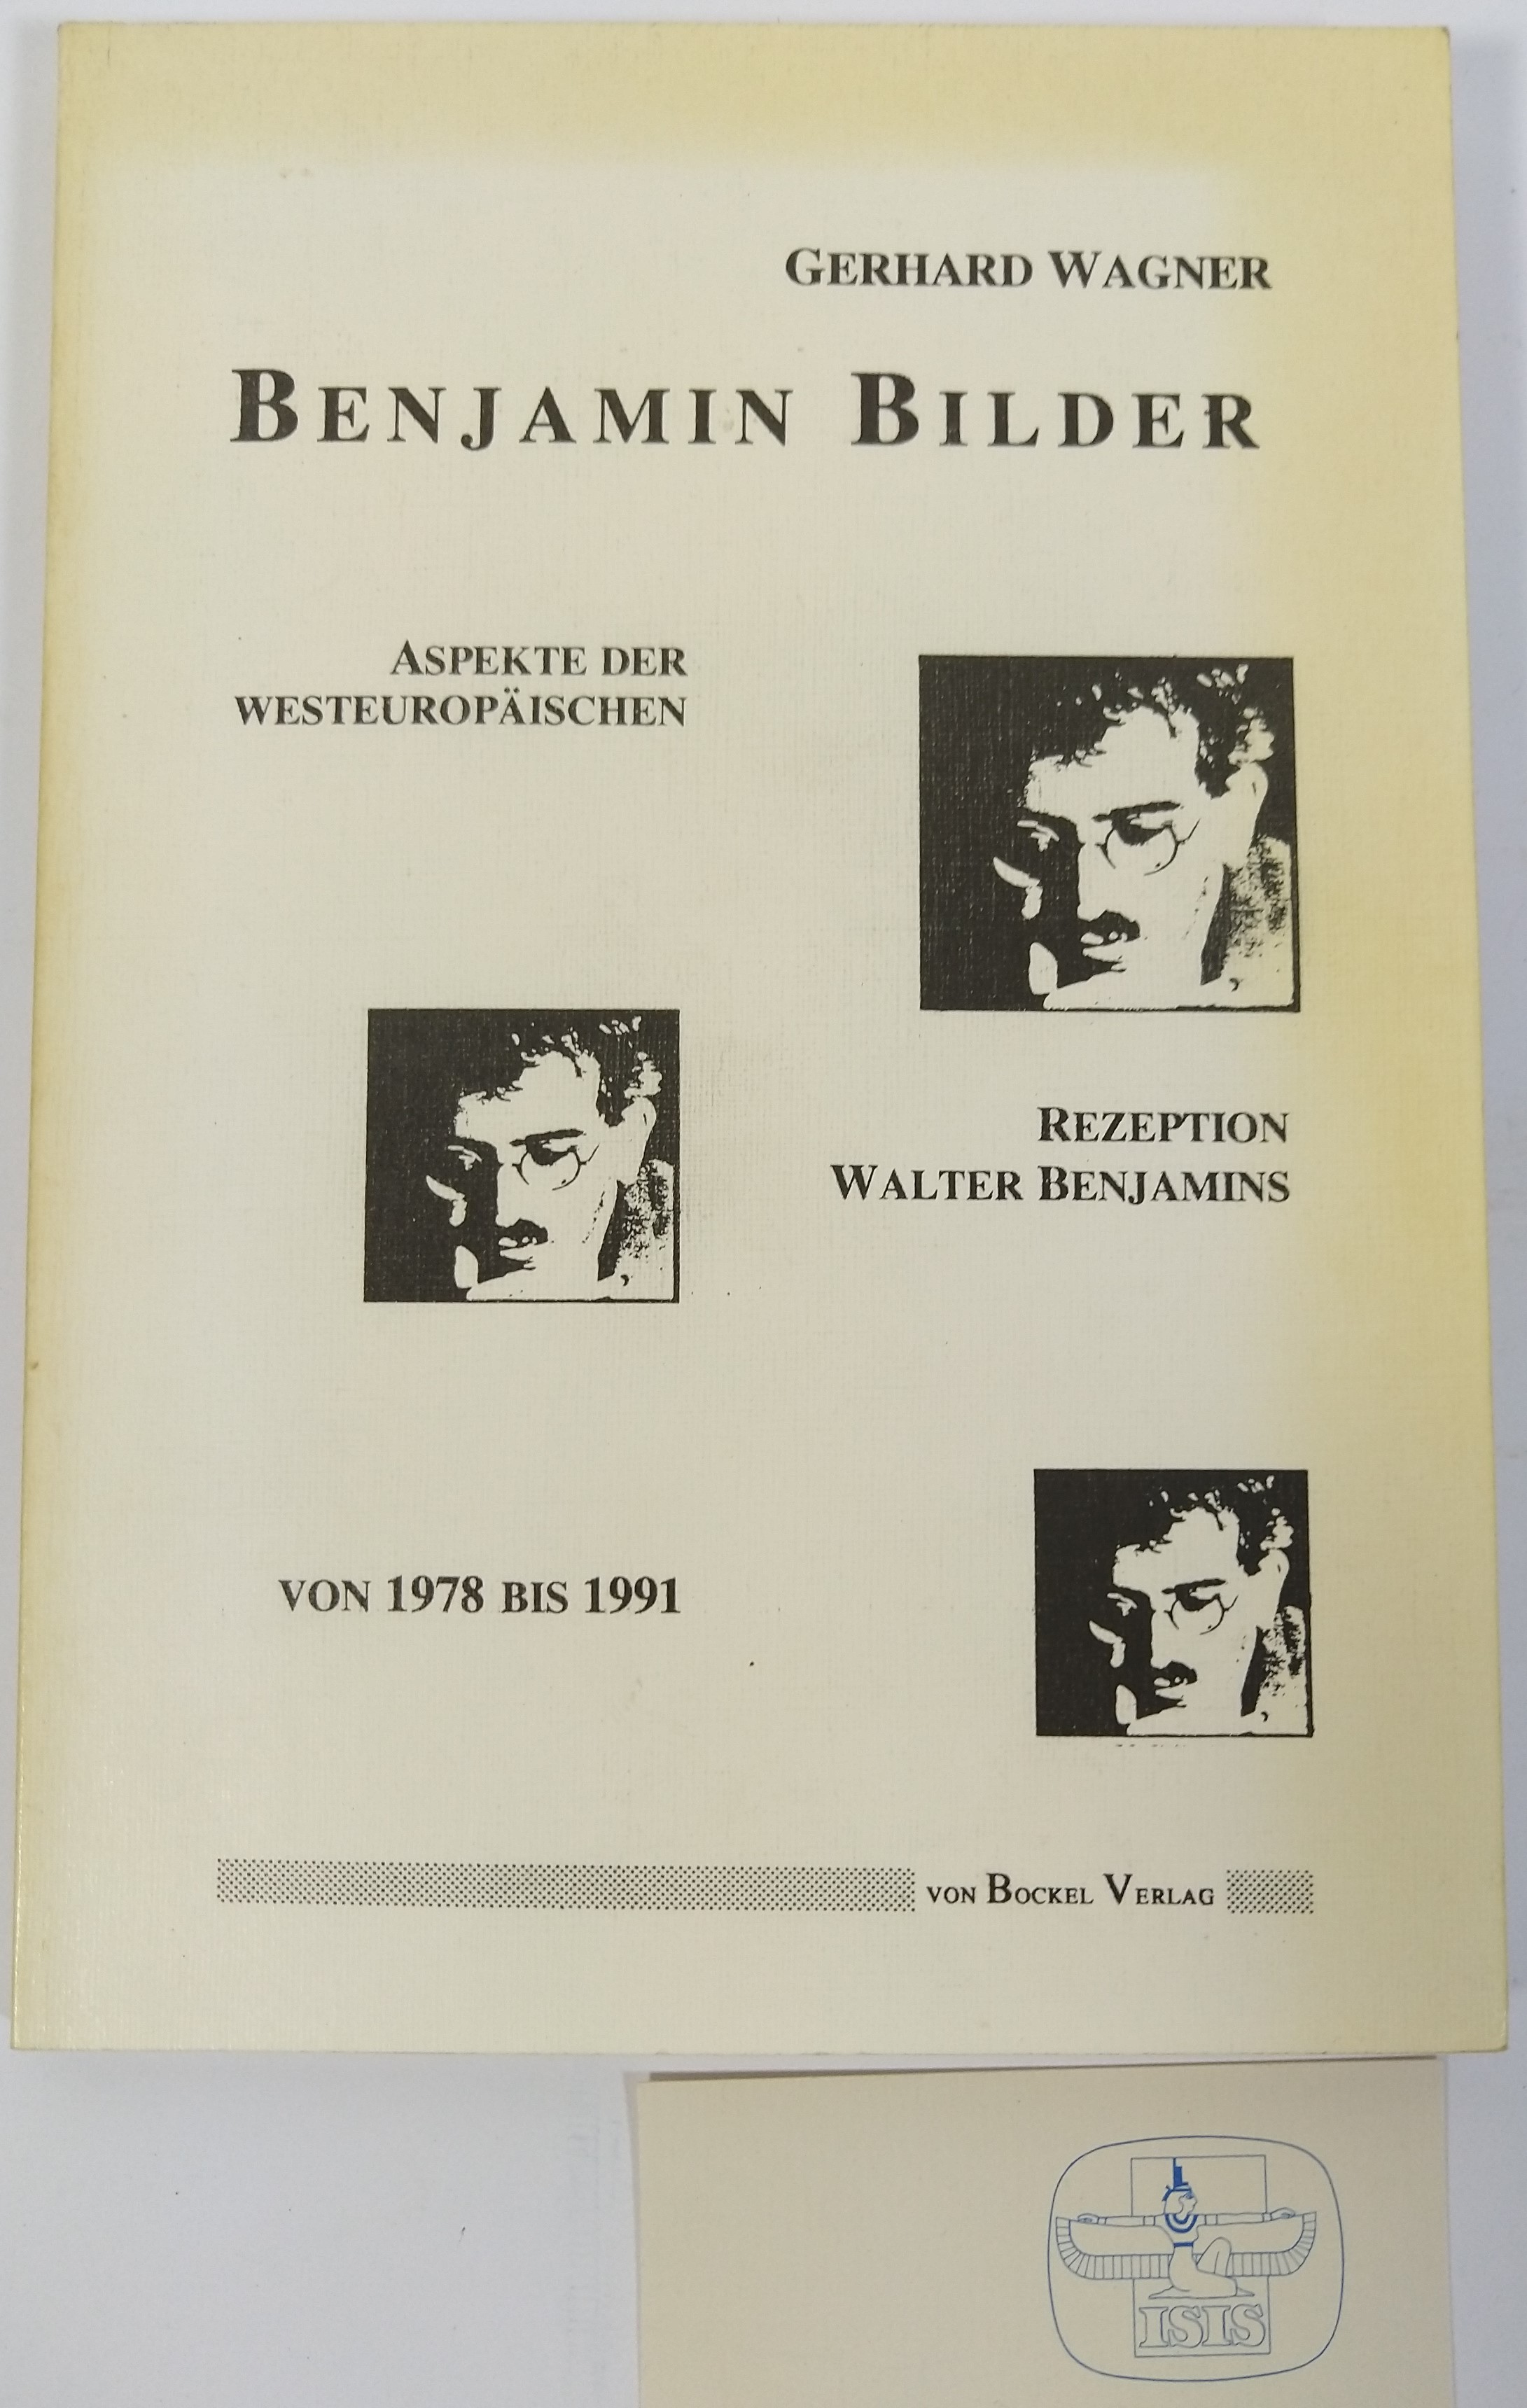 GERHARD WAGNER
BENJAMIN BILDER
ASPEKTE DER
WESTEUROPÄISCHEN
REZEPTION
WALTER BENJAMINS
VON 1978 BIS 1991
VON BOCKEL VERLAG
ISIS